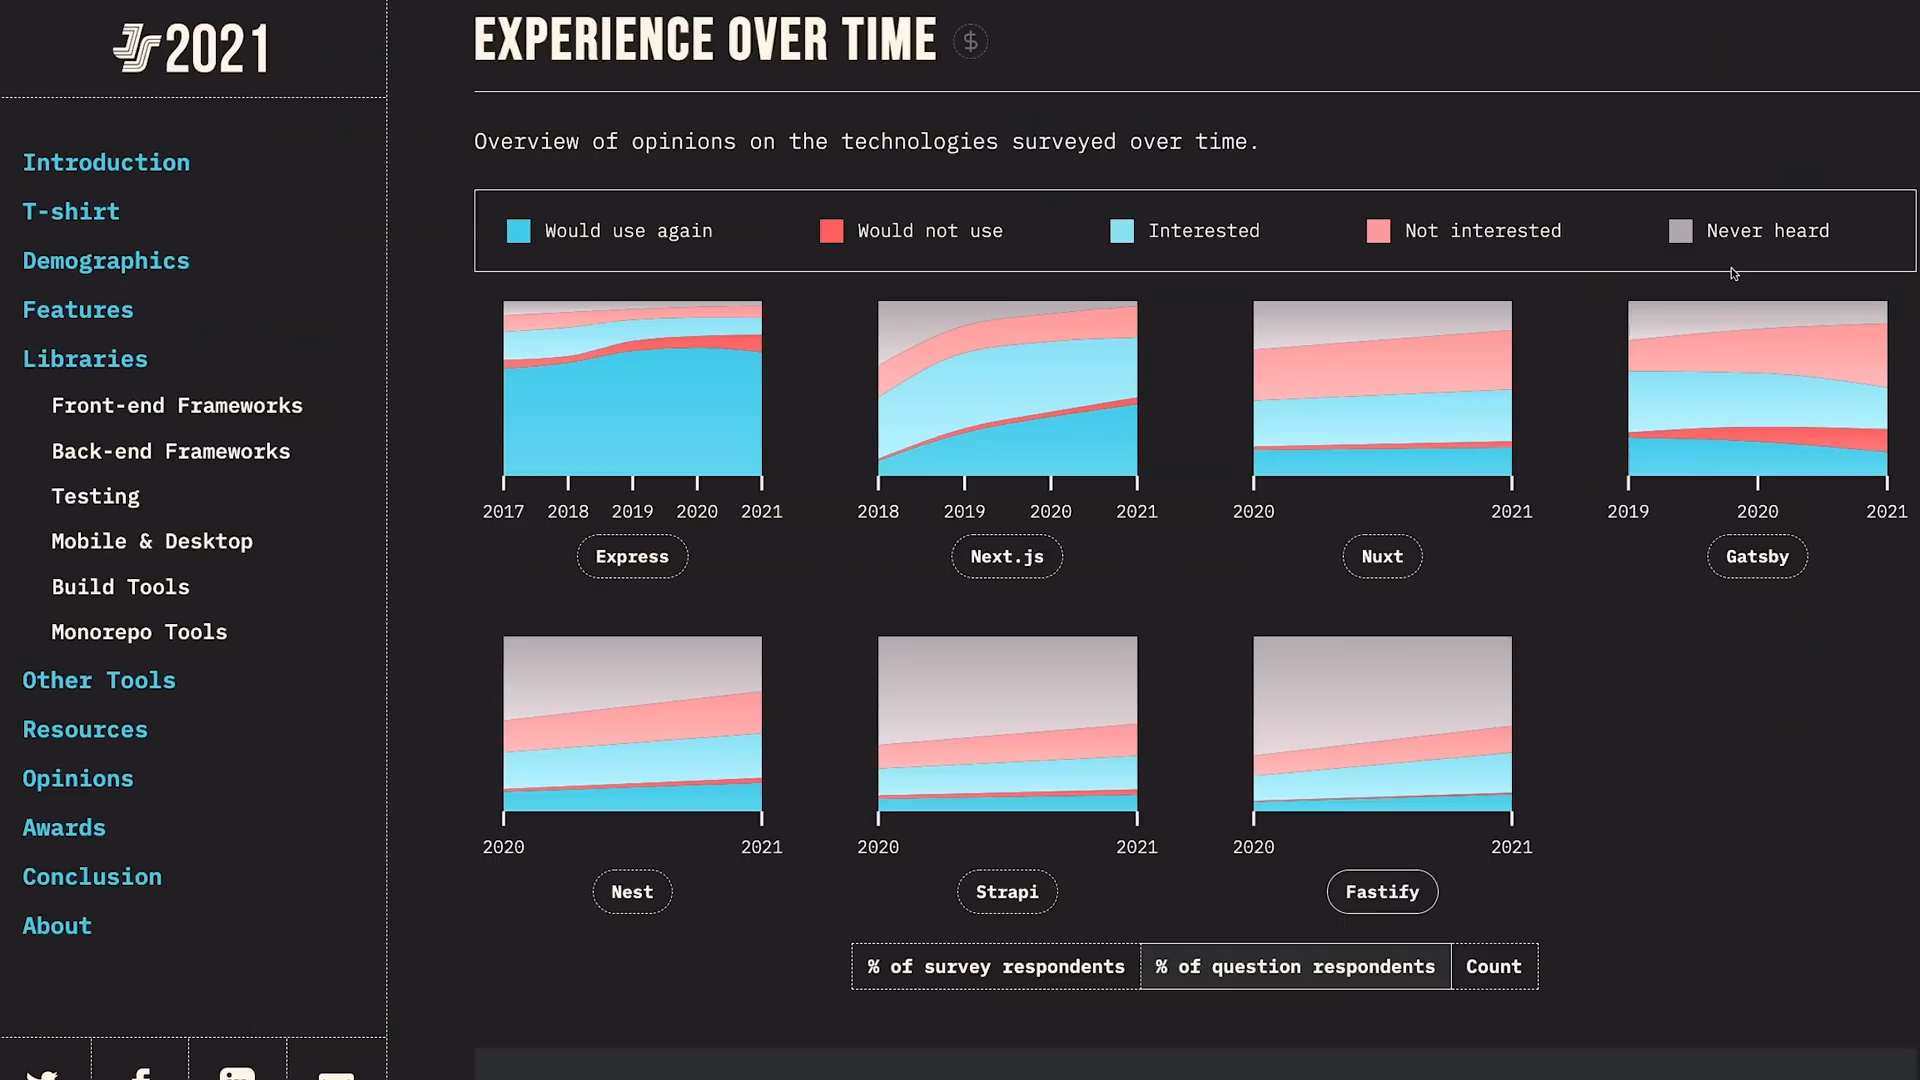 2021
Introduction
T-shirt
Demographics
Features
Libraries
Front-end Frameworks
Back-end Frameworks
Testing
Mobile & Desktop
Build Tools
Monorepo Tools
Other Tools
Resources
Opinions
Awards
Conclusion
About
EXPERIENCE OVER TIME $
Overview of opinions on the technologies surveyed over time.
Would use again Would not use Interested Not interested Never heard
2017 2018 2019 2020 2021 2018 2019 2020 2021 2020 2021 2019 2020 2021
Express Next.js Nuxt Gatsby
2020 2021 2020 2021 2020 2021
Nest Strapi Fastify
% of survey respondents % of question respondents Count